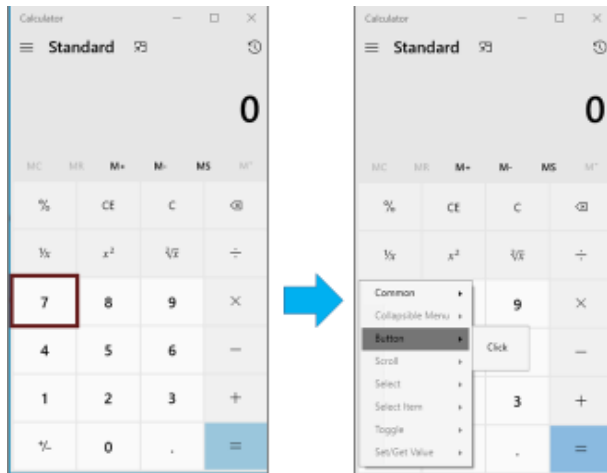 Calculator
Standard
0
MC MR M+ M- MS M˅
% CE C
⅟x x² ²√x ÷
7 8 9 ×
4 5 6 −
1 2 3 +
+/- 0 . =
Calculator
Standard
0
MC MR M+ M- MS M˅
% CE C
⅟x x² ²√x ÷
Common
Collapsible Menu
Button
Scroll
Select
Select Item
Toggle
Set/Get Value
Click
9 ×
−
3 +
. =